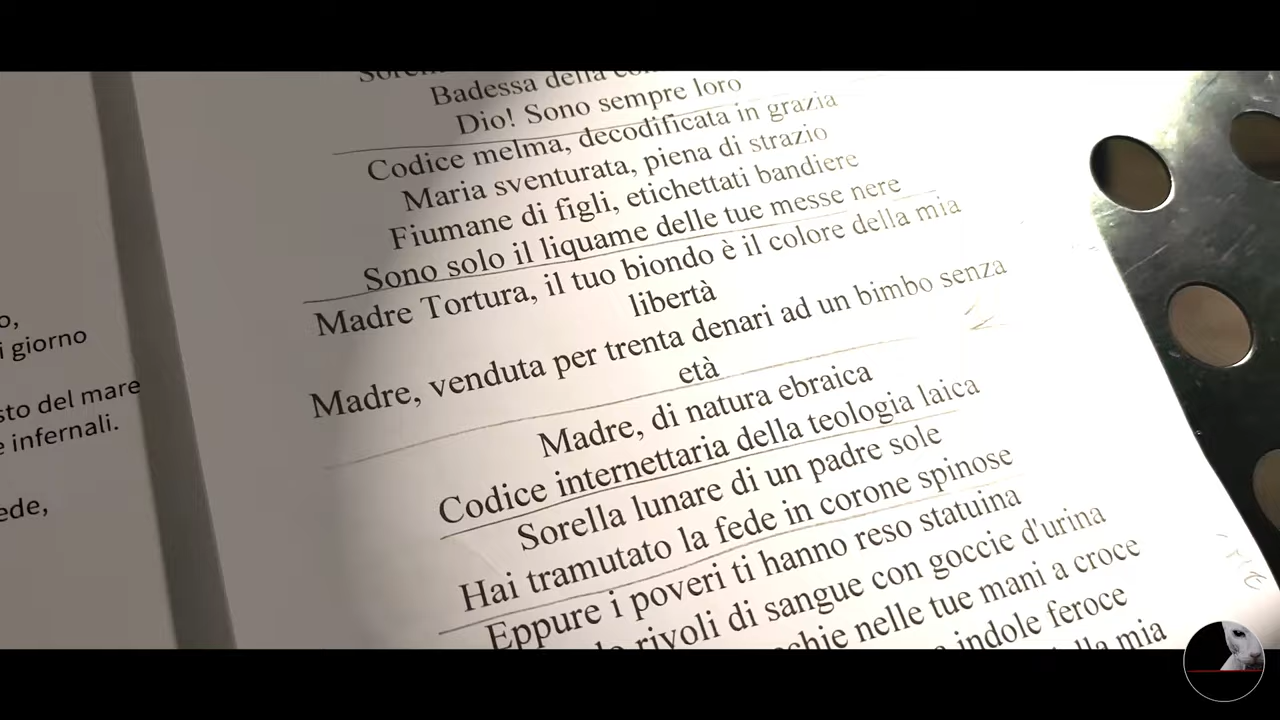 o,
i giorno
sto del mare
e infernali.
ede,
Badessa della
Dio! Sono sempre loro
Codice melma, decodificata in grazia
Maria sventurata, piena di strazio
Fiumane di figli, etichettati bandiere
Sono solo il liquame delle tue messe nere
Madre Tortura, il tuo biondo è il colore della mia
libertà
Madre, venduta per trenta denari ad un bimbo senza
età
Madre, di natura ebraica
Codice internettaria della teologia laica
Sorella lunare di un padre sole
Hai tramutato la fede in corone spinose
Eppure i poveri ti hanno reso statuina
rivoli di sangue con goccie d'urina
nelle tue mani a croce
indole feroce
mia